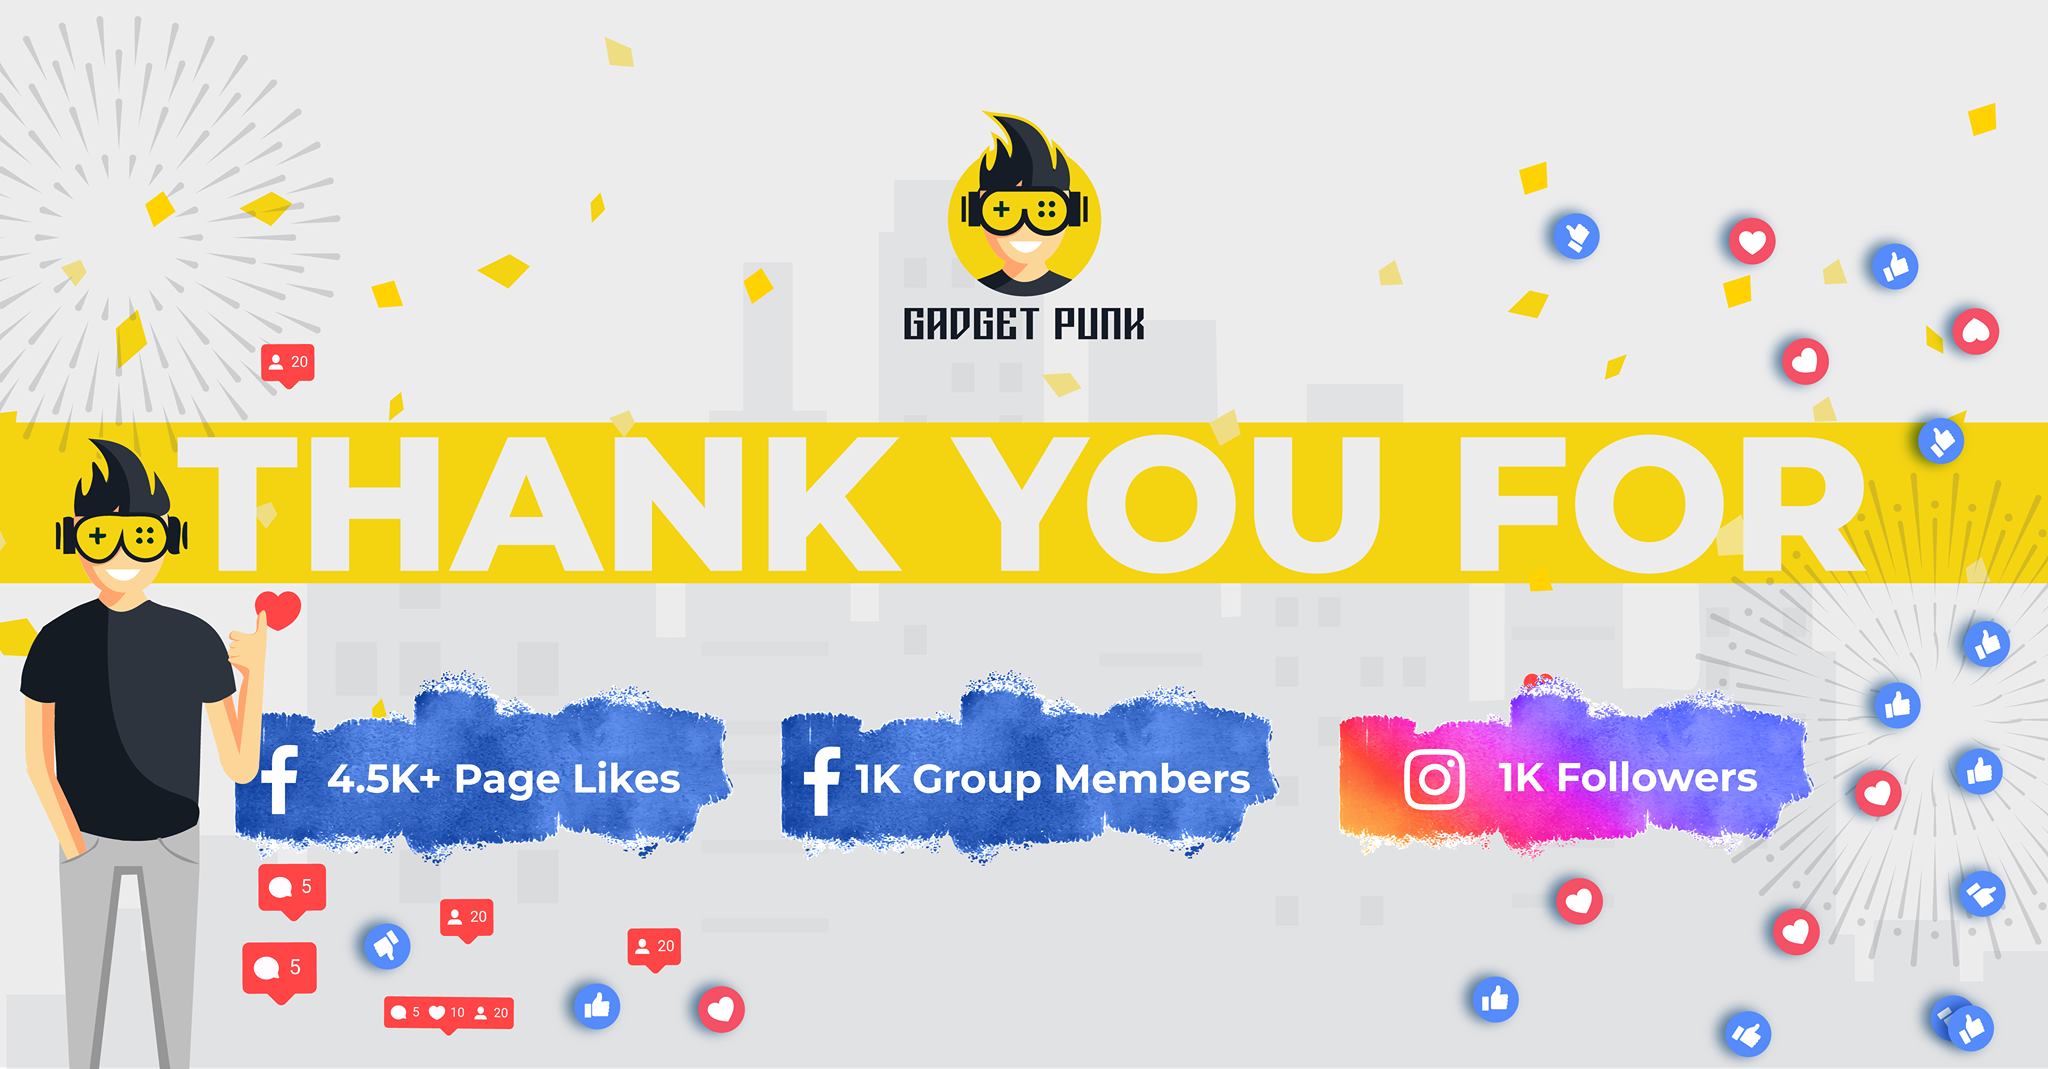 GADGET PUNK
20
THANK YOU FOR
4.5K+ Page Likes
1K Group Members
1K Followers
5
20
5
20
5 10 20